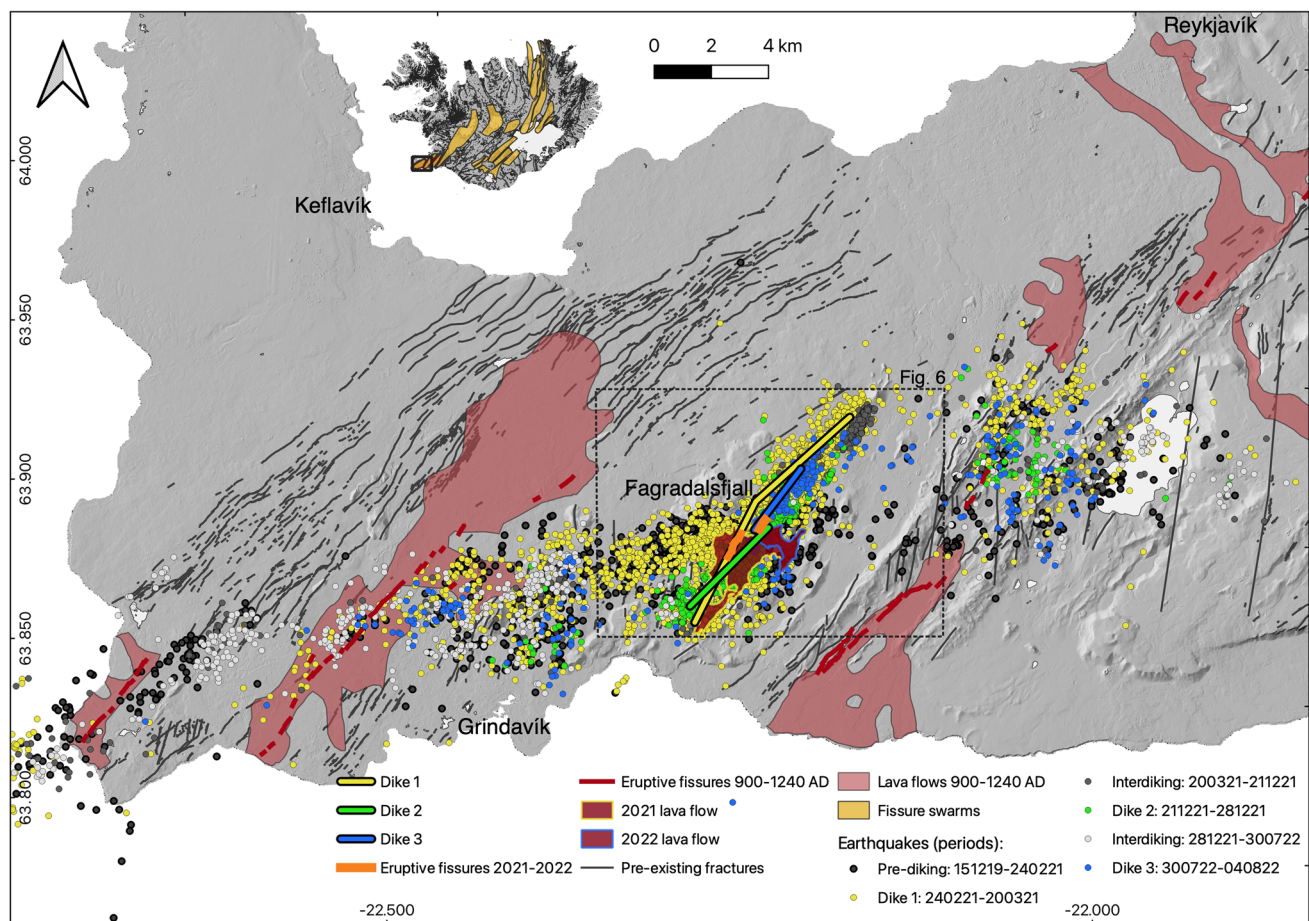 Reykjavík
0 2 4 km
64.000
Keflavík
63.950
Fig. 6
63.900
Fagradalsfjall
63.850
Grindavík
63.800
Dike 1
Dike 2
Dike 3
Eruptive fissures 2021-2022
Eruptive fissures 900-1240 AD
2021 lava flow
2022 lava flow
Pre-existing fractures
Lava flows 900-1240 AD
Fissure swarms
Earthquakes (periods):
Pre-diking: 151219-240221
Dike 1: 240221-200321
Interdiking: 200321-211221
Dike 2: 211221-281221
Interdiking: 281221-300722
Dike 3: 300722-040822
-22.500
-22.000